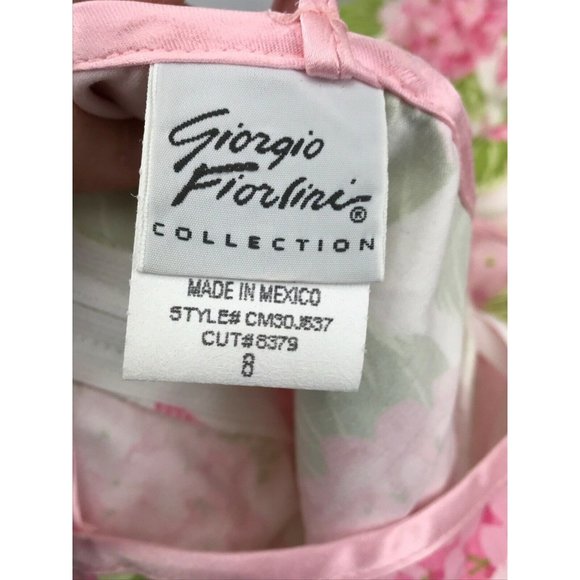 Giorgio
Fiorlini®
COLLECTION
MADE IN MEXICO
STYLE# CM30J637
CUT#8379
8